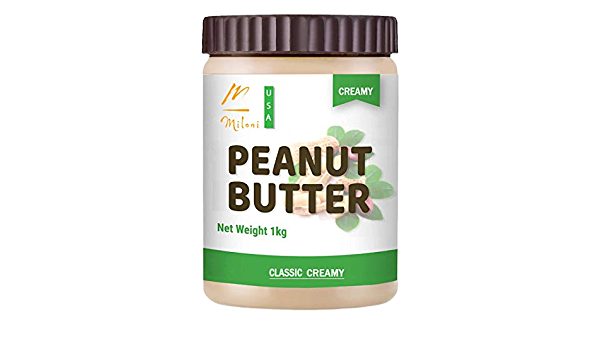 Miloni
USA
CREAMY
PEANUT
BUTTER
Net Weight 1kg
CLASSIC CREAMY